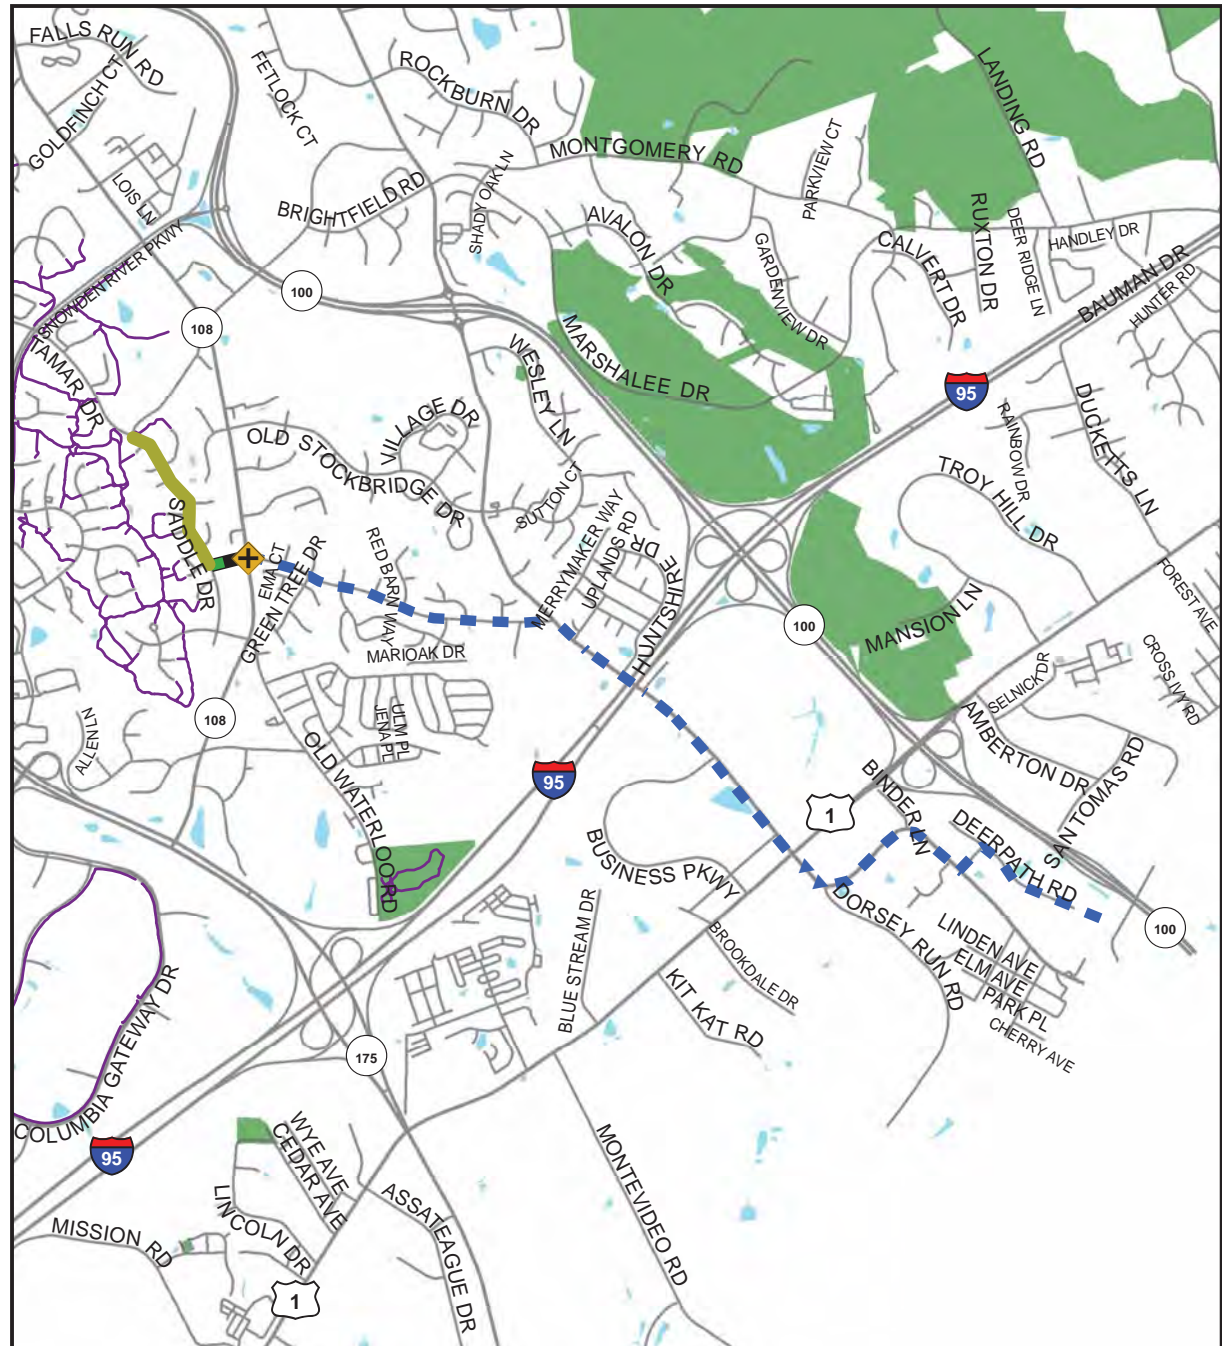 FALLS RUN RD
GOLDFINCH CT
FETLOCK CT
ROCKBURN DR
LANDING RD
MONTGOMERY RD
PARKVIEW CT
LOIS LN
BRIGHTFIELD RD
SHADY OAK LN
AVALON DR
GARDENVIEW DR
CALVERT DR
RUXTON DR
DEER RIDGE LN
HANDLEY DR
BAUMAN DR
HUNTER RD
SNOWDEN RIVER PKWY
100
108
TAMAR DR
WESLEY LN
MARSHALEE DR
95
RAINBOW DR
DUCKETTS LN
VILLAGE DR
OLD STOCKBRIDGE DR
SUTTON CT
TROY HILL DR
SADDLE DR
EMA CT
GREEN TREE DR
RED BARN WAY
MERRYMAKER WAY
UPLANDS RD
HUNTSHIRE DR
MARIOAK DR
100
MANSION LN
FOREST AVE
CROSS IVY RD
SELNICK DR
AMBERTON DR
SAN TOMAS RD
108
ALLEN LN
ULM PL
JENA PL
OLD WATERLOO RD
95
BINDER LN
1
DEERPATH RD
BUSINESS PKWY
DORSEY RUN RD
100
LINDEN AVE
ELM AVE
PARK PL
CHERRY AVE
BLUE STREAM DR
BROOKDALE DR
KIT KAT RD
COLUMBIA GATEWAY DR
175
95
WYE AVE
CEDAR AVE
LINCOLN DR
MISSION RD
ASSATEAGUE DR
MONTEVIDEO RD
1